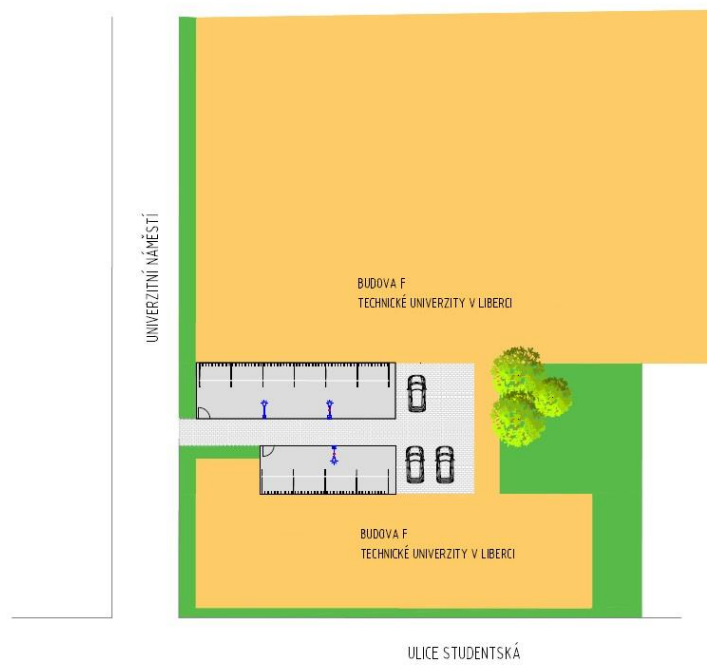 UNIVERZITNÍ NÁMĚSTÍ
BUDOVA F
TECHNICKÉ UNIVERZITY V LIBERCI
BUDOVA F
TECHNICKÉ UNIVERZITY V LIBERCI
ULICE STUDENTSKÁ